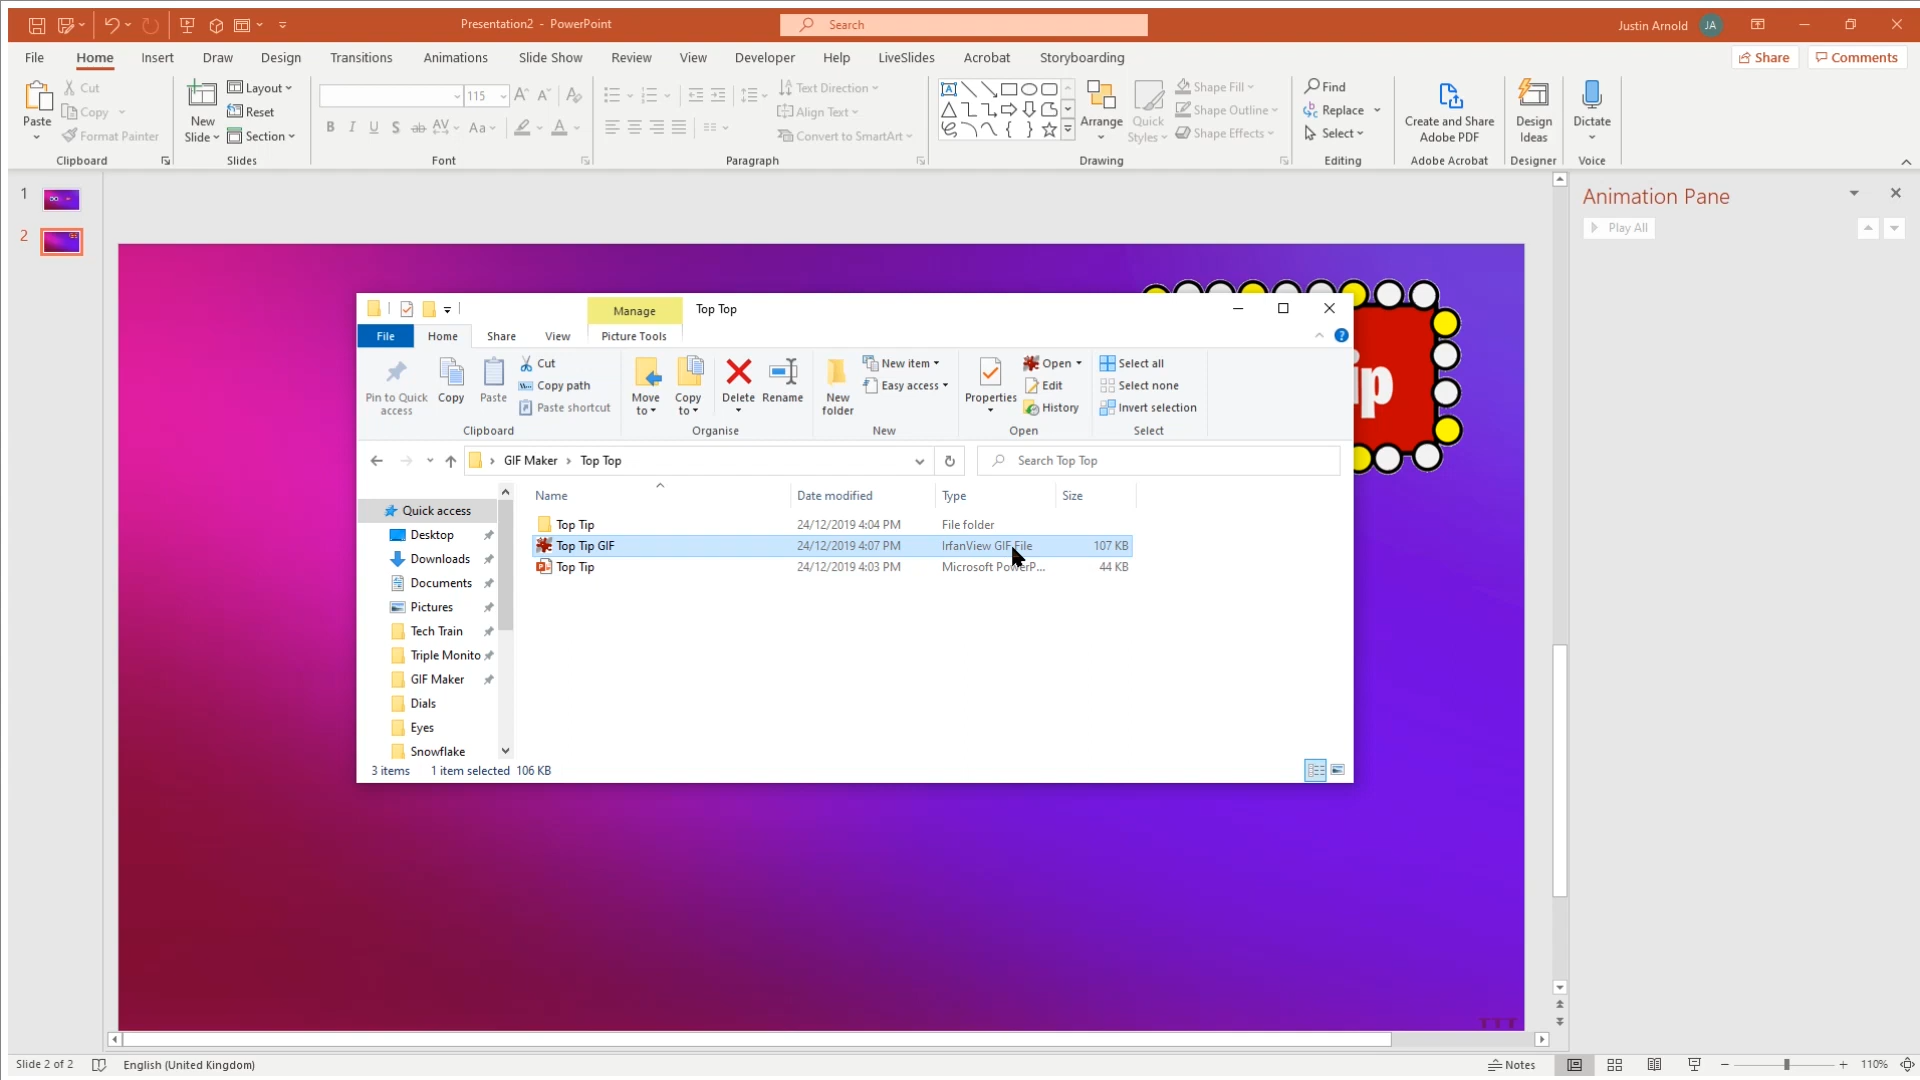 Presentation2 - PowerPoint
Search
Justin Arnold JA
File Home Insert Draw Design Transitions Animations Slide Show Review View Developer Help LiveSlides Acrobat Storyboarding
Share Comments
Paste
Cut
Copy
Format Painter
Clipboard
New
Slide
Layout
Reset
Section
Slides
115
Aa
Font
Text Direction
Align Text
Convert to SmartArt
Paragraph
Arrange
Quick
Styles
Shape Fill
Shape Outline
Shape Effects
Drawing
Find
Replace
Select
Editing
Create and Share
Adobe PDF
Adobe Acrobat
Design
Ideas
Designer
Dictate
Voice
1
2
Animation Pane
Play All
ip
Manage Top Top
File Home Share View Picture Tools
Pin to Quick
access
Copy
Paste
Cut
Copy path
Paste shortcut
Clipboard
Move
to
Copy
to
Delete
Rename
Organise
New
folder
New item
Easy access
New
Properties
Open
Edit
History
Open
Select all
Select none
Invert selection
Select
GIF Maker > Top Top
Search Top Top
Name Date modified Type Size
Top Tip 24/12/2019 4:04 PM File folder
Top Tip GIF 24/12/2019 4:07 PM IrfanView GIF File 107 KB
Top Tip 24/12/2019 4:03 PM Microsoft PowerP... 44 KB
Quick access
Desktop
Downloads
Documents
Pictures
Tech Train
Triple Monito
GIF Maker
Dials
Eyes
Snowflake
3 items 1 item selected 106 KB
TTT
Slide 2 of 2 English (United Kingdom)
Notes
110%